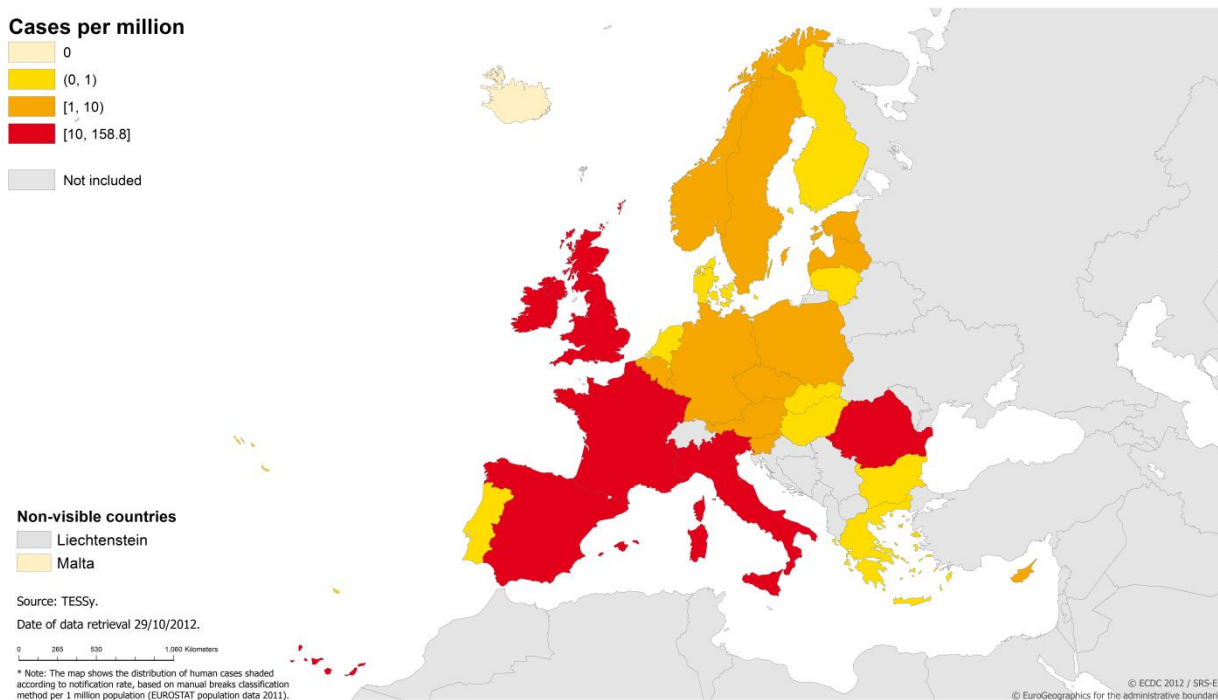 Cases per million
0
(0, 1)
[1, 10)
[10, 158.8]
Not included
Non-visible countries
Liechtenstein
Malta
Source: TESSy.
Date of data retrieval 29/10/2012.
0 265 530 1,060 Kilometers
* Note: The map shows the distribution of human cases shaded
according to notification rate, based on manual breaks classification
method per 1 million population (EUROSTAT population data 2011).
© ECDC 2012 / SRS-E
© EuroGeographics for the administrative boundari